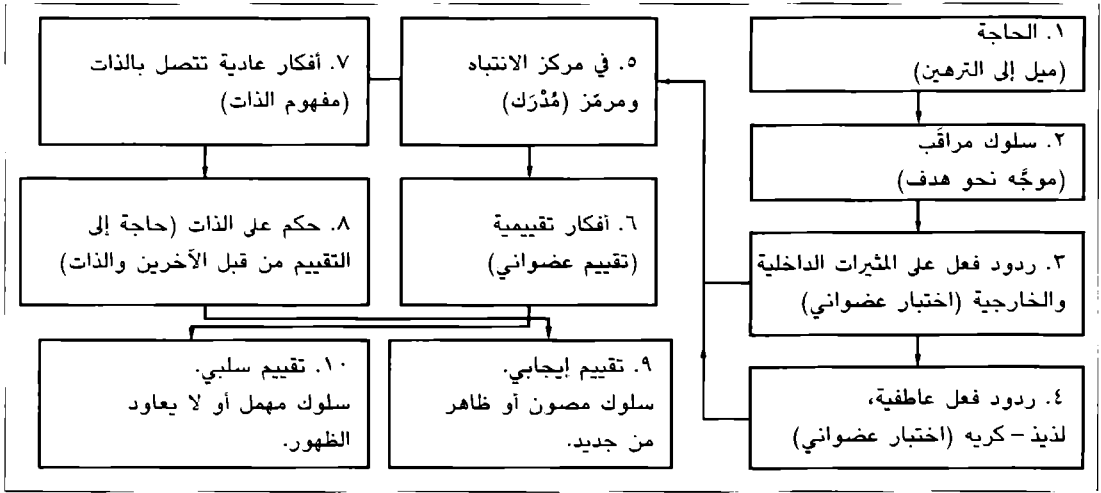 ١. الحاجة
(ميل إلى الترهين)
٢. سلوك مراقَب
(موجَّه نحو هدف)
٣. ردود فعل على المثيرات الداخلية
والخارجية (اختبار عضواني)
٤. ردود فعل عاطفية،
لذيذ – كريه (اختبار عضواني)
٥. في مركز الانتباه
ومرمّز (مُدْرَك)
٦. أفكار تقييمية
(تقييم عضواني)
٧. أفكار عادية تتصل بالذات
(مفهوم الذات)
٨. حكم على الذات (حاجة إلى
التقييم من قبل الآخرين والذات)
٩. تقييم إيجابي.
سلوك مصون أو ظاهر
من جديد.
١٠. تقييم سلبي.
سلوك مهمل أو لا يعاود
الظهور.